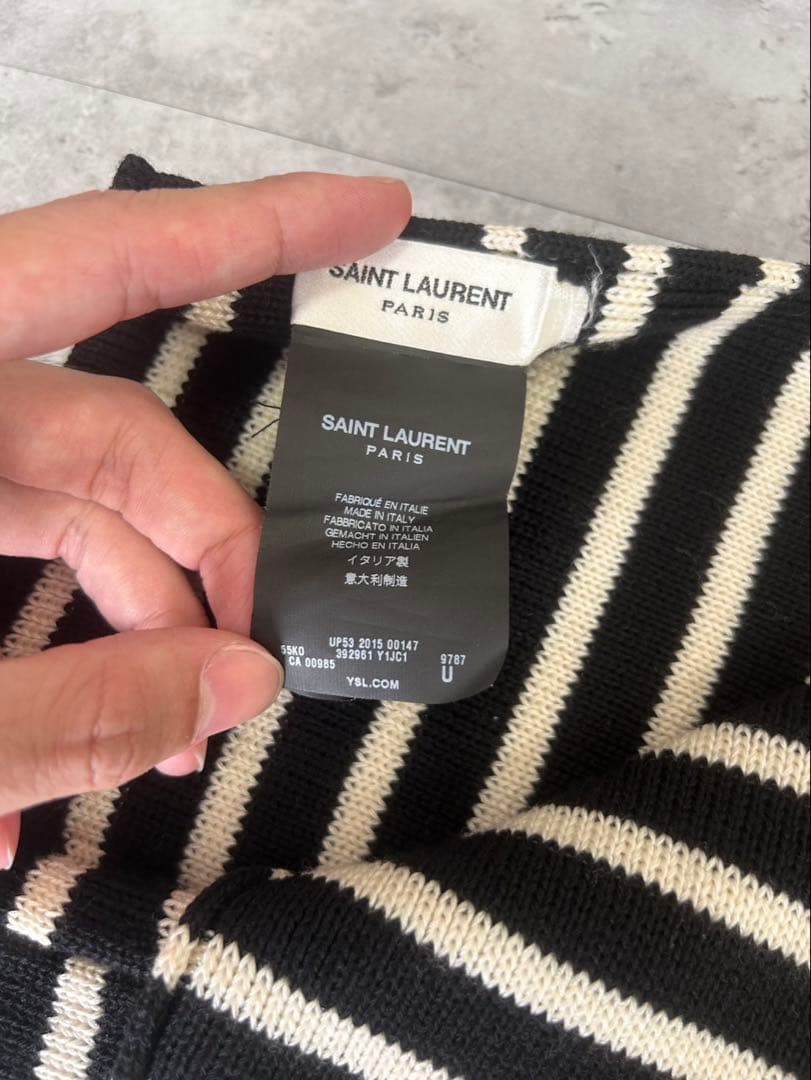 SAINT LAURENT
PARIS
SAINT LAURENT
PARIS
FABRIQUÉ EN ITALIE
MADE IN ITALY
FABBRICATO IN ITALIA
GEMACHT IN ITALIEN
HECHO EN ITALIA
イタリア製
意大利制造
UP53 2015 00147
55KO 392961 Y1JC1 9787
CA 00985 U
YSL.COM